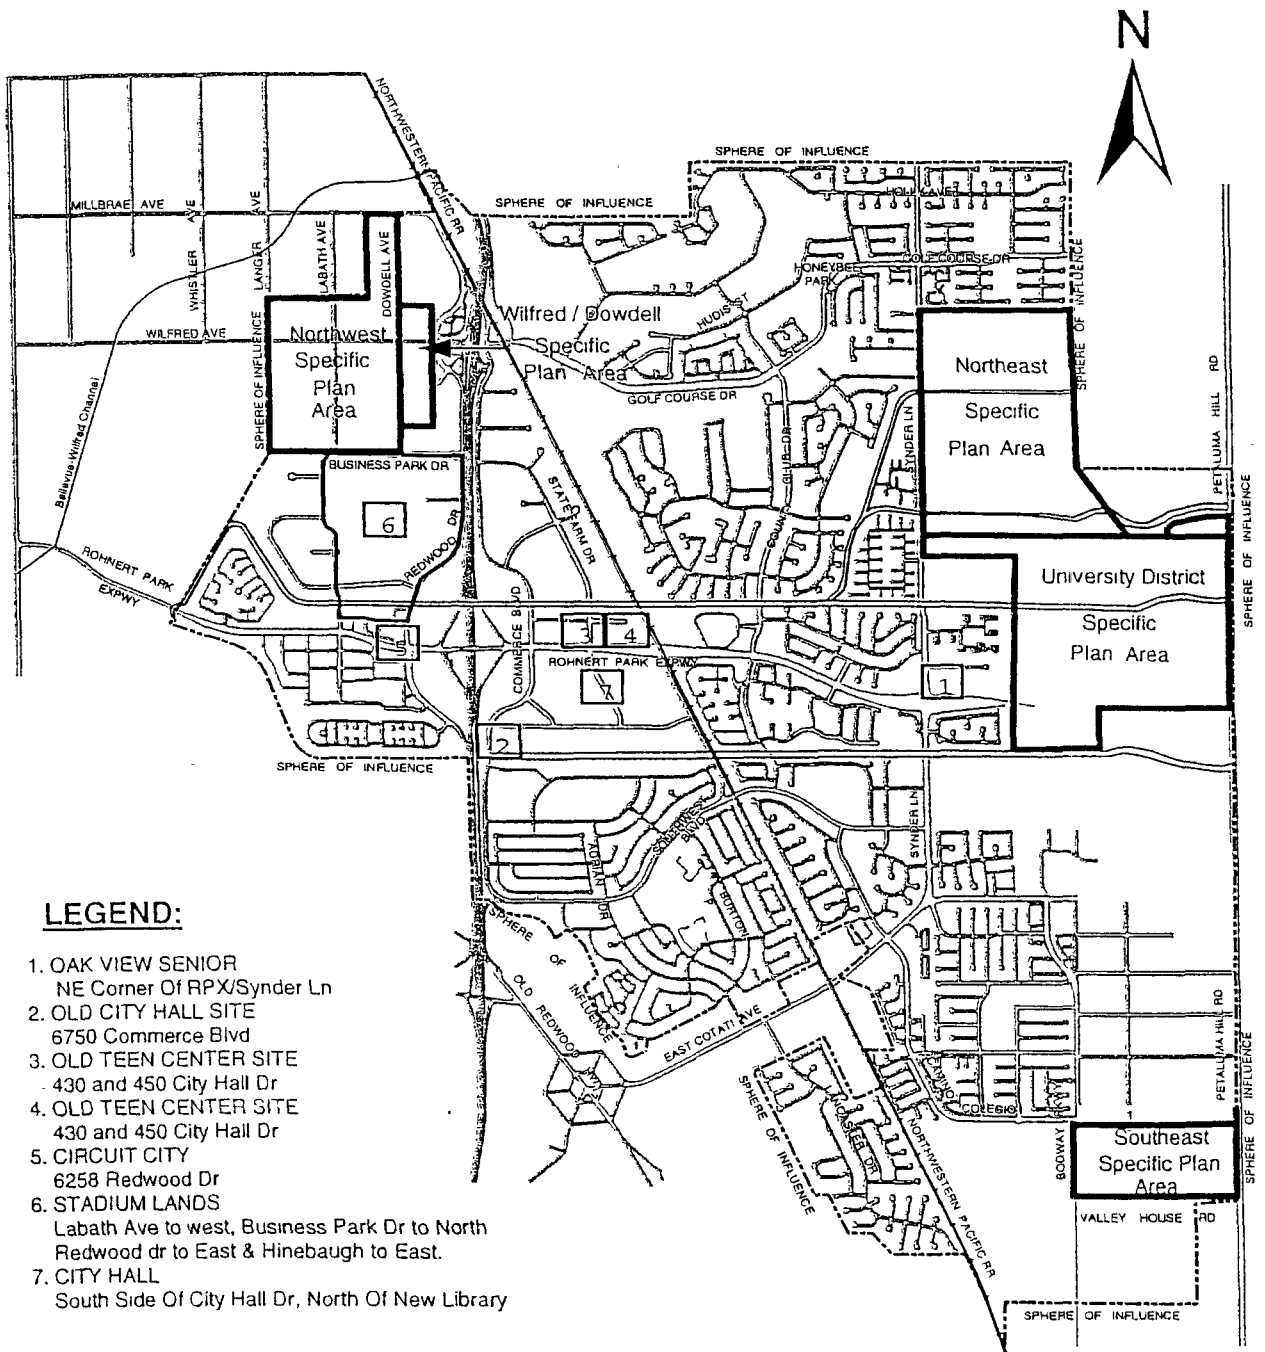 N
NORTHWESTERN PACIFIC RR
SPHERE OF INFLUENCE
HOLLY AVE
MILLBRAE AVE
WHISTLER AVE
LANGER AVE
LABATH AVE
DOWDELL AVE
SPHERE OF INFLUENCE
GOLF COURSE DR
HONEYBEE
PARK
SPHERE OF INFLUENCE
HUDIS ST
WILFRED AVE
SPHERE OF INFLUENCE
Northwest
Specific
Plan
Area
Wilfred / Dowdell
Specific
Plan Area
GOLF COURSE DR
Northeast
Specific
Plan Area
SYNDER LN
PETALUMA HILL RD
SPHERE OF INFLUENCE
Bellevue-Wilfred Channel
BUSINESS PARK DR
STATE FARM DR
COUNTRY CLUB DR
6
REDWOOD DR
ROHNERT PARK
EXPWY
COMMERCE BLVD
University District
Specific
Plan Area
3
4
5
ROHNERT PARK EXPWY
7
1
2
SPHERE OF INFLUENCE
SOUTHWEST
BLVD
SYNDER LN
ADRIAN DR
BURTON
SPHERE OF INFLUENCE
OLD REDWOOD HWY
EAST COTATI AVE
PETALUMA HILL RD
SPHERE OF INFLUENCE
CAMINO
COLEGIO
BODWAY PKWY
SPHERE OF INFLUENCE
MOASTER DR
NORTHWESTERN PACIFIC RR
Southeast
Specific Plan
Area
VALLEY HOUSE RD
SPHERE OF INFLUENCE
LEGEND:
1. OAK VIEW SENIOR
NE Corner Of RPX/Synder Ln
2. OLD CITY HALL SITE
6750 Commerce Blvd
3. OLD TEEN CENTER SITE
430 and 450 City Hall Dr
4. OLD TEEN CENTER SITE
430 and 450 City Hall Dr
5. CIRCUIT CITY
6258 Redwood Dr
6. STADIUM LANDS
Labath Ave to west, Business Park Dr to North
Redwood dr to East & Hinebaugh to East.
7. CITY HALL
South Side Of City Hall Dr, North Of New Library